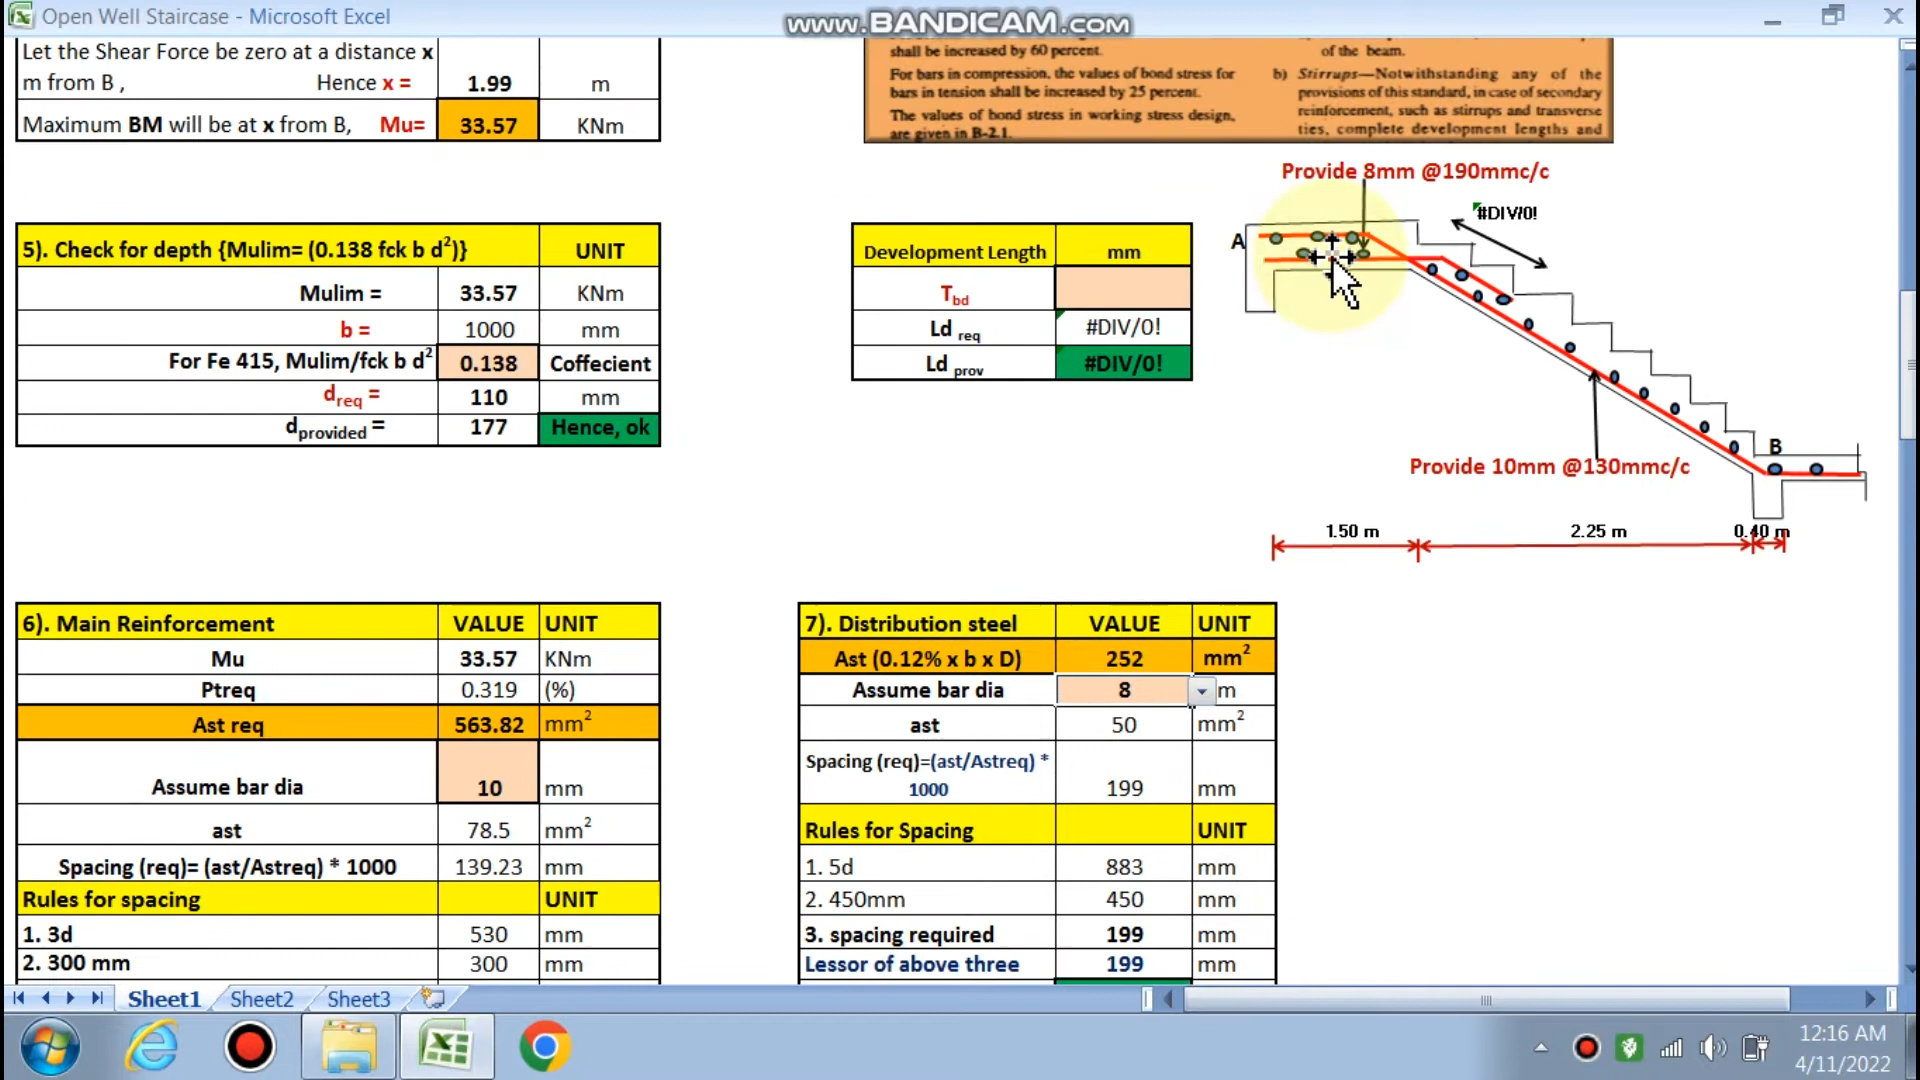 Open Well Staircase - Microsoft Excel
www.BANDICAM.com
Let the Shear Force be zero at a distance x
m from B , Hence x = 1.99 m
Maximum BM will be at x from B, Mu= 33.57 KNm
shall be increased by 60 percent.
For bars in compression, the values of bond stress for
bars in tension shall be increased by 25 percent.
The values of bond stress in working stress design,
are given in B-2.1.
of the beam.
b) Stirrups—Notwithstanding any of the
provisions of this standard, in case of secondary
reinforcement, such as stirrups and transverse
ties, complete development lengths and
5). Check for depth {Mulim= (0.138 fck b d2)} UNIT
Mulim = 33.57 KNm
b = 1000 mm
For Fe 415, Mulim/fck b d2 0.138 Coffecient
dreq = 110 mm
dprovided = 177 Hence, ok
Development Length mm
Tbd
Ld req #DIV/0!
Ld prov #DIV/0!
Provide 8mm @190mmc/c
#DIV/0!
A
B
Provide 10mm @130mmc/c
1.50 m 2.25 m 0.40 m
6). Main Reinforcement VALUE UNIT
Mu 33.57 KNm
Ptreq 0.319 (%)
Ast req 563.82 mm2
Assume bar dia 10 mm
ast 78.5 mm2
Spacing (req)= (ast/Astreq) * 1000 139.23 mm
Rules for spacing UNIT
1. 3d 530 mm
2. 300 mm 300 mm
7). Distribution steel VALUE UNIT
Ast (0.12% x b x D) 252 mm2
Assume bar dia 8 m
ast 50 mm2
Spacing (req)=(ast/Astreq) *
1000 199 mm
Rules for Spacing UNIT
1. 5d 883 mm
2. 450mm 450 mm
3. spacing required 199 mm
Lessor of above three 199 mm
Sheet1 Sheet2 Sheet3
12:16 AM
4/11/2022